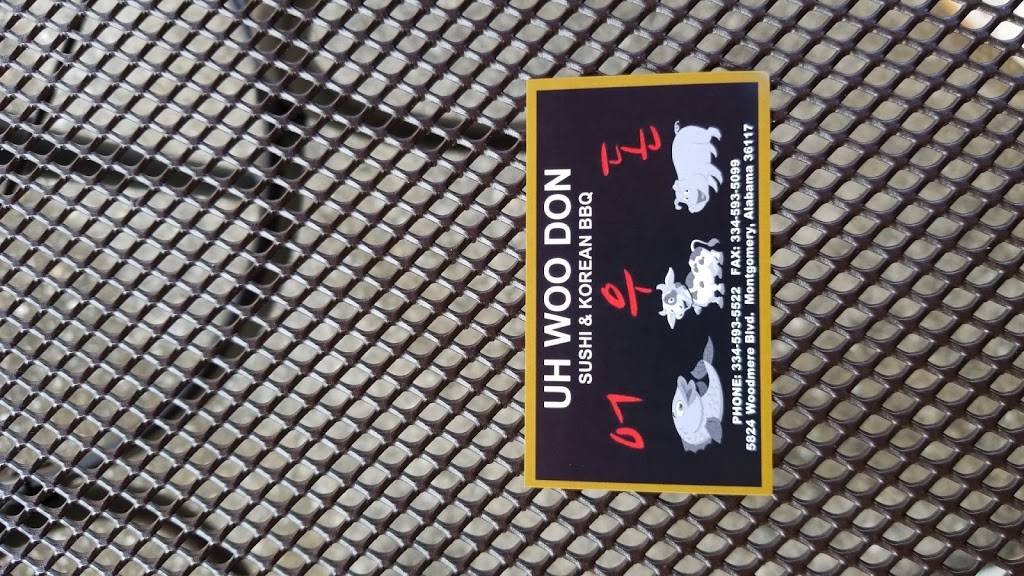 UH WOO DON
SUSHI & KOREAN BBQ
어 우 돈
PHONE: 334-593-5522 FAX: 334-593-5099
5824 Woodmere Blvd. Montgomery, Alabama 36117